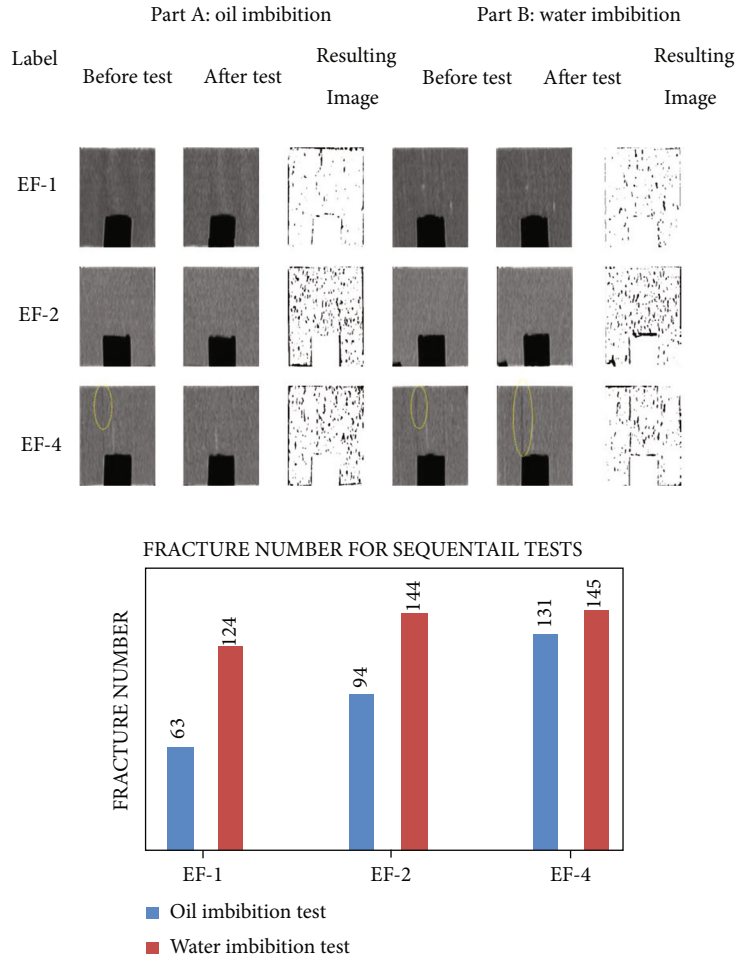 Part A: oil imbibition Part B: water imbibition
Label Before test After test Resulting Image Before test After test Resulting Image
EF-1
EF-2
EF-4
FRACTURE NUMBER FOR SEQUENTAIL TESTS
FRACTURE NUMBER
63 124 94 144 131 145
EF-1 EF-2 EF-4
Oil imbibition test
Water imbibition test